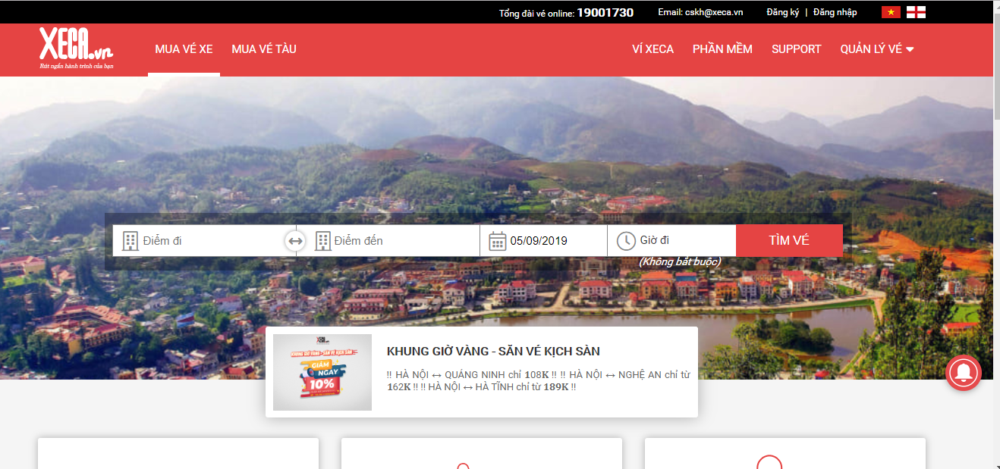 Tổng đài vé online: 19001730 Email: cskh@xeca.vn Đăng ký | Đăng nhập
XECA.vn
Rút ngắn hành trình của bạn
MUA VÉ XE MUA VÉ TÀU VÍ XECA PHẦN MỀM SUPPORT QUẢN LÝ VÉ
Điểm đi Điểm đến 05/09/2019 Giờ đi TÌM VÉ
(Không bắt buộc)
KHUNG GIỜ VÀNG - SĂN VÉ KỊCH SÀN
GIẢM
NGAY
10%
KHUNG GIỜ VÀNG - SĂN VÉ KỊCH SÀN
!! HÀ NỘI ↔ QUẢNG NINH chỉ 108K !! !! HÀ NỘI ↔ NGHỆ AN chỉ từ
162K !! !! HÀ NỘI ↔ HÀ TĨNH chỉ từ 189K !!